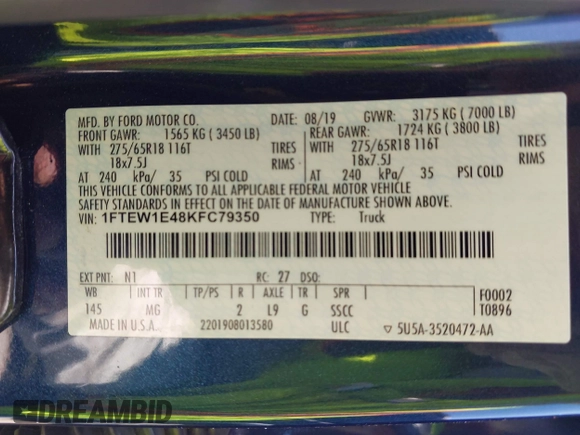 MFD. BY FORD MOTOR CO. DATE: 08/19 GVWR: 3175 KG ( 7000 LB)
FRONT GAWR: 1565 KG ( 3450 LB) REAR GAWR: 1724 KG ( 3800 LB)
WITH 275/65R18 116T TIRES WITH 275/65R18 116T TIRES
18x7.5J RIMS 18x7.5J RIMS
AT 240 kPa/ 35 PSI COLD AT 240 kPa/ 35 PSI COLD
THIS VEHICLE CONFORMS TO ALL APPLICABLE FEDERAL MOTOR VEHICLE
SAFETY STANDARDS IN EFFECT ON THE DATE OF MANUFACTURE SHOWN ABOVE.
VIN: 1FTEW1E48KFC79350 TYPE: Truck
EXT PNT: N1 RC: 27 DSO:
WB INT TR TP/PS R AXLE TR SPR F0002
145 MG 2 L9 G SSCC T0896
MADE IN U.S.A. 2201908013580 ULC ▽ 5U5A-3520472-AA
DREAMBID